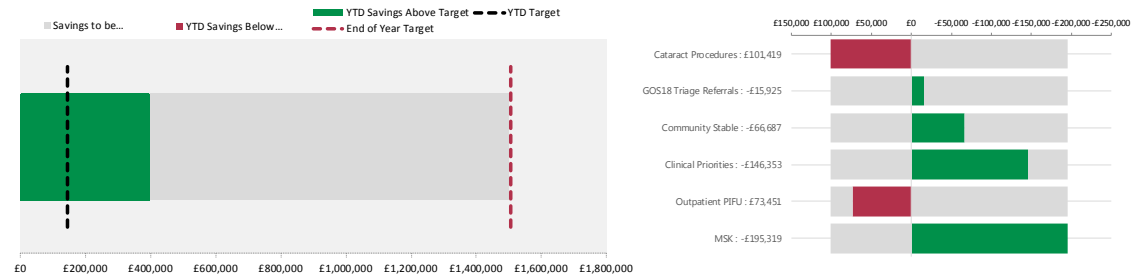 Savings to be...
YTD Savings Below...
YTD Savings Above Target
YTD Target
End of Year Target
£0 £200,000 £400,000 £600,000 £800,000 £1,000,000 £1,200,000 £1,400,000 £1,600,000 £1,800,000
£150,000 £100,000 £50,000 £0 -£50,000 -£100,000 -£150,000 -£200,000 -£250,000
Cataract Procedures : £101,419
GOS18 Triage Referrals : -£15,925
Community Stable : -£66,687
Clinical Priorities : -£146,353
Outpatient PIFU : £73,451
MSK : -£195,319